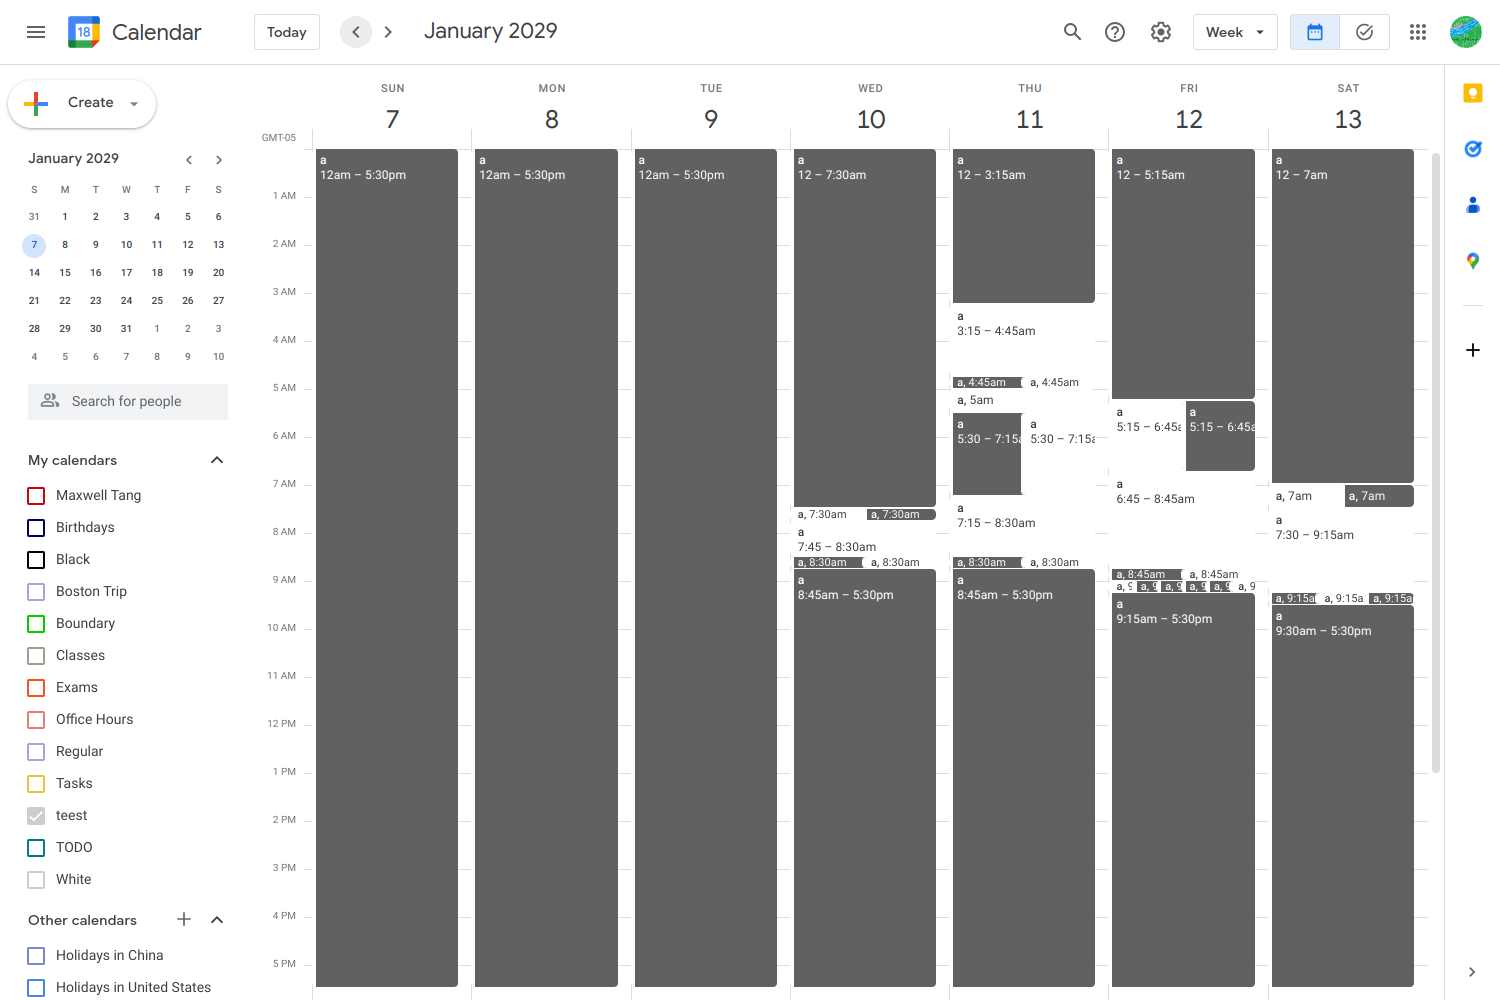 18 Calendar
Today
January 2029
Week
Create
January 2029
S M T W T F S
31 1 2 3 4 5 6
7 8 9 10 11 12 13
14 15 16 17 18 19 20
21 22 23 24 25 26 27
28 29 30 31 1 2 3
4 5 6 7 8 9 10
Search for people
My calendars
Maxwell Tang
Birthdays
Black
Boston Trip
Boundary
Classes
Exams
Office Hours
Regular
Tasks
teest
TODO
White
Other calendars
Holidays in China
Holidays in United States
GMT-05
1 AM
2 AM
3 AM
4 AM
5 AM
6 AM
7 AM
8 AM
9 AM
10 AM
11 AM
12 PM
1 PM
2 PM
3 PM
4 PM
5 PM
SUN
7
a
12am – 5:30pm
MON
8
a
12am – 5:30pm
TUE
9
a
12am – 5:30pm
WED
10
a
12 – 7:30am
a, 7:30am a, 7:30am
a
7:45 – 8:30am
a, 8:30am a, 8:30am
a
8:45am – 5:30pm
THU
11
a
12 – 3:15am
a
3:15 – 4:45am
a, 4:45am a, 4:45am
a, 5am
a a
5:30 – 7:15a 5:30 – 7:15a
a
7:15 – 8:30am
a, 8:30am a, 8:30am
a
8:45am – 5:30pm
FRI
12
a
12 – 5:15am
a a
5:15 – 6:45a 5:15 – 6:45a
a
6:45 – 8:45am
a, 8:45am a, 8:45am
a, 9 a, 9 a, 9 a, 9 a, 9 a, 9
a
9:15am – 5:30pm
SAT
13
a
12 – 7am
a, 7am a, 7am
a
7:30 – 9:15am
a, 9:15a a, 9:15a a, 9:15a
a
9:30am – 5:30pm